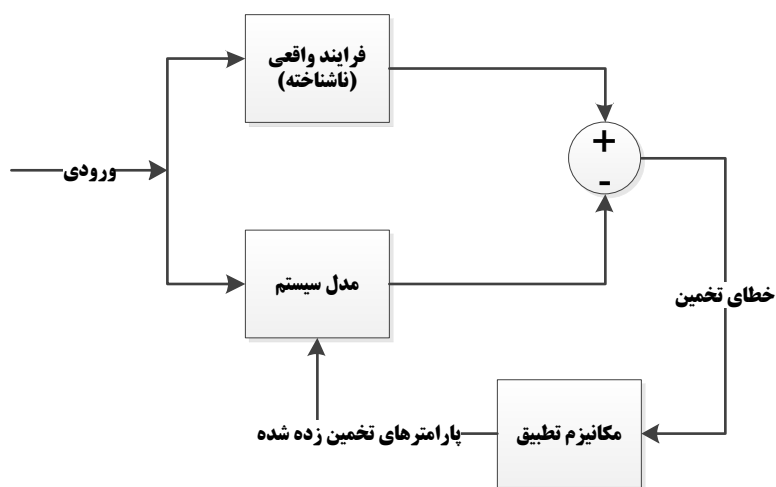 فرایند واقعی
(ناشناخته)
+
-
ورودی
مدل سیستم
خطای تخمین
مکانیزم تطبیق
پارامترهای تخمین زده شده